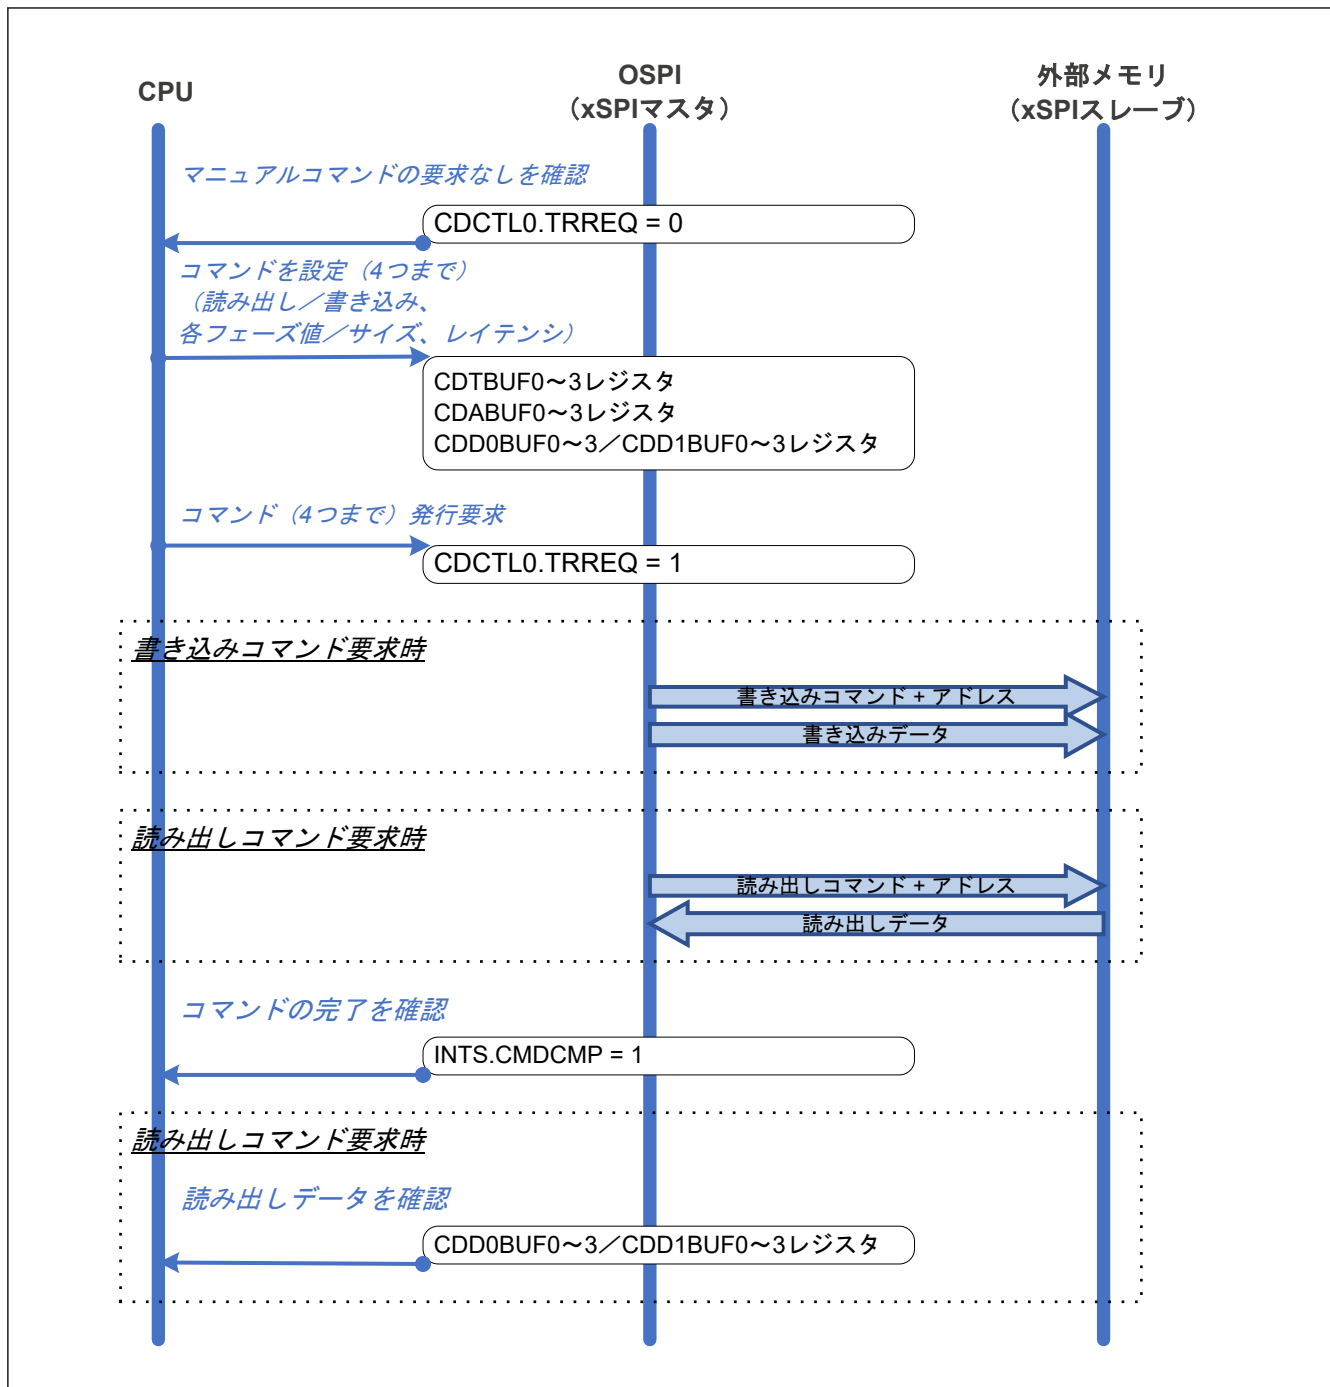 CPU
OSPI
（xSPIマスタ）
外部メモリ
（xSPIスレーブ）
マニュアルコマンドの要求なしを確認
CDCTL0.TRREQ = 0
コマンドを設定（4つまで）
（読み出し／書き込み、
各フェーズ値／サイズ、レイテンシ）
CDTBUF0～3レジスタ
CDABUF0～3レジスタ
CDD0BUF0～3／CDD1BUF0～3レジスタ
コマンド（4つまで）発行要求
CDCTL0.TRREQ = 1
書き込みコマンド要求時
書き込みコマンド + アドレス
書き込みデータ
読み出しコマンド要求時
読み出しコマンド + アドレス
読み出しデータ
コマンドの完了を確認
INTS.CMDCMP = 1
読み出しコマンド要求時
読み出しデータを確認
CDD0BUF0～3／CDD1BUF0～3レジスタ